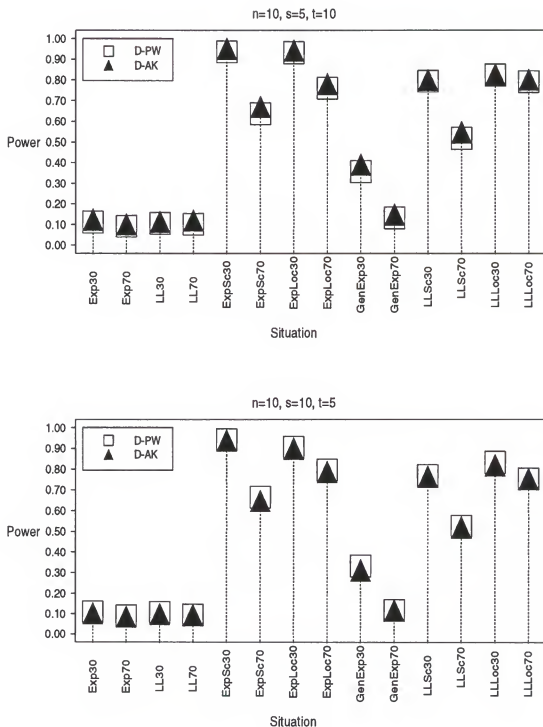 n=10, s=5, t=10
D-PW
D-AK
1.00
0.90
0.80
0.70
0.60
0.50
0.40
0.30
0.20
0.10
0.00
Power
Exp30
Exp70
LL30
LL70
ExpSc30
ExpSc70
ExpLoc30
ExpLoc70
GenExp30
GenExp70
LLSc30
LLSc70
LLLoc30
LLLoc70
Situation
n=10, s=10, t=5
D-PW
D-AK
1.00
0.90
0.80
0.70
0.60
0.50
0.40
0.30
0.20
0.10
0.00
Power
Exp30
Exp70
LL30
LL70
ExpSc30
ExpSc70
ExpLoc30
ExpLoc70
GenExp30
GenExp70
LLSc30
LLSc70
LLLoc30
LLLoc70
Situation